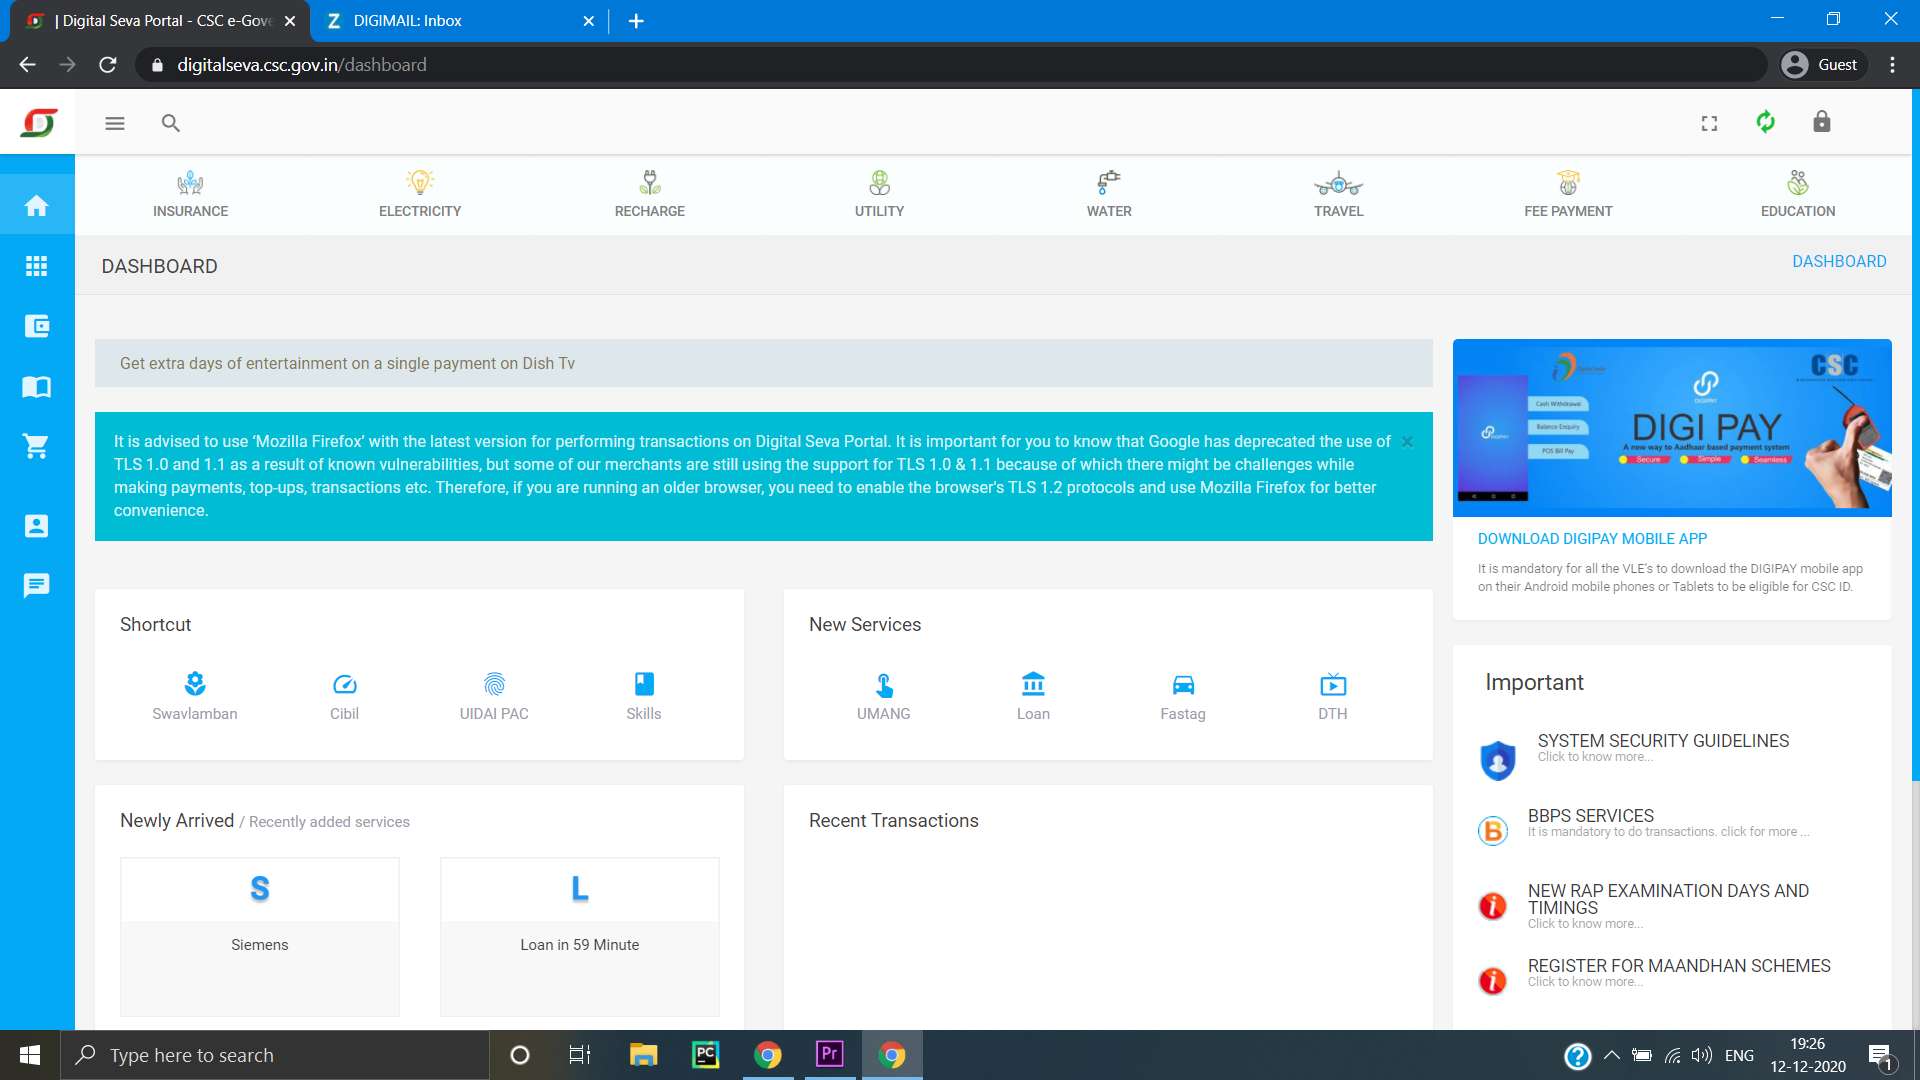 | Digital Seva Portal - CSC e-Gove
DIGIMAIL: Inbox
digitalseva.csc.gov.in/dashboard
Guest
INSURANCE
ELECTRICITY
RECHARGE
UTILITY
WATER
TRAVEL
FEE PAYMENT
EDUCATION
DASHBOARD
DASHBOARD
Get extra days of entertainment on a single payment on Dish Tv
It is advised to use ‘Mozilla Firefox’ with the latest version for performing transactions on Digital Seva Portal. It is important for you to know that Google has deprecated the use of
TLS 1.0 and 1.1 as a result of known vulnerabilities, but some of our merchants are still using the support for TLS 1.0 & 1.1 because of which there might be challenges while
making payments, top-ups, transactions etc. Therefore, if you are running an older browser, you need to enable the browser's TLS 1.2 protocols and use Mozilla Firefox for better
convenience.
CSC
Cash Withdrawal
Balance Enquiry
POS Bill Pay
DIGI PAY
A new way to Aadhaar based payment system
Secure
Simple
Seamless
DOWNLOAD DIGIPAY MOBILE APP
It is mandatory for all the VLE's to download the DIGIPAY mobile app
on their Android mobile phones or Tablets to be eligible for CSC ID.
Shortcut
Swavlamban
Cibil
UIDAI PAC
Skills
New Services
UMANG
Loan
Fastag
DTH
Important
SYSTEM SECURITY GUIDELINES
Click to know more...
BBPS SERVICES
It is mandatory to do transactions. click for more ...
NEW RAP EXAMINATION DAYS AND
TIMINGS
Click to know more...
REGISTER FOR MAANDHAN SCHEMES
Click to know more...
Newly Arrived / Recently added services
S
Siemens
L
Loan in 59 Minute
Recent Transactions
Type here to search
PC
Pr
ENG
19:26
12-12-2020
1